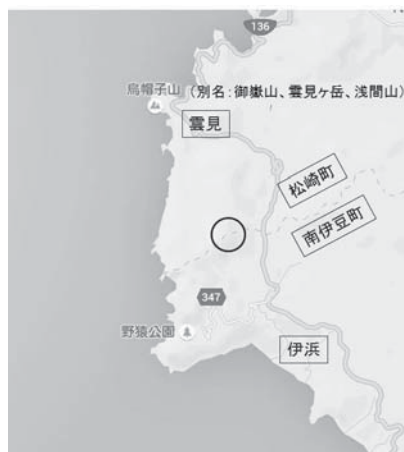 136
烏帽子山 (別名:御嶽山、雲見ヶ岳、浅間山)
雲見
松崎町
南伊豆町
347
野猿公園
伊浜